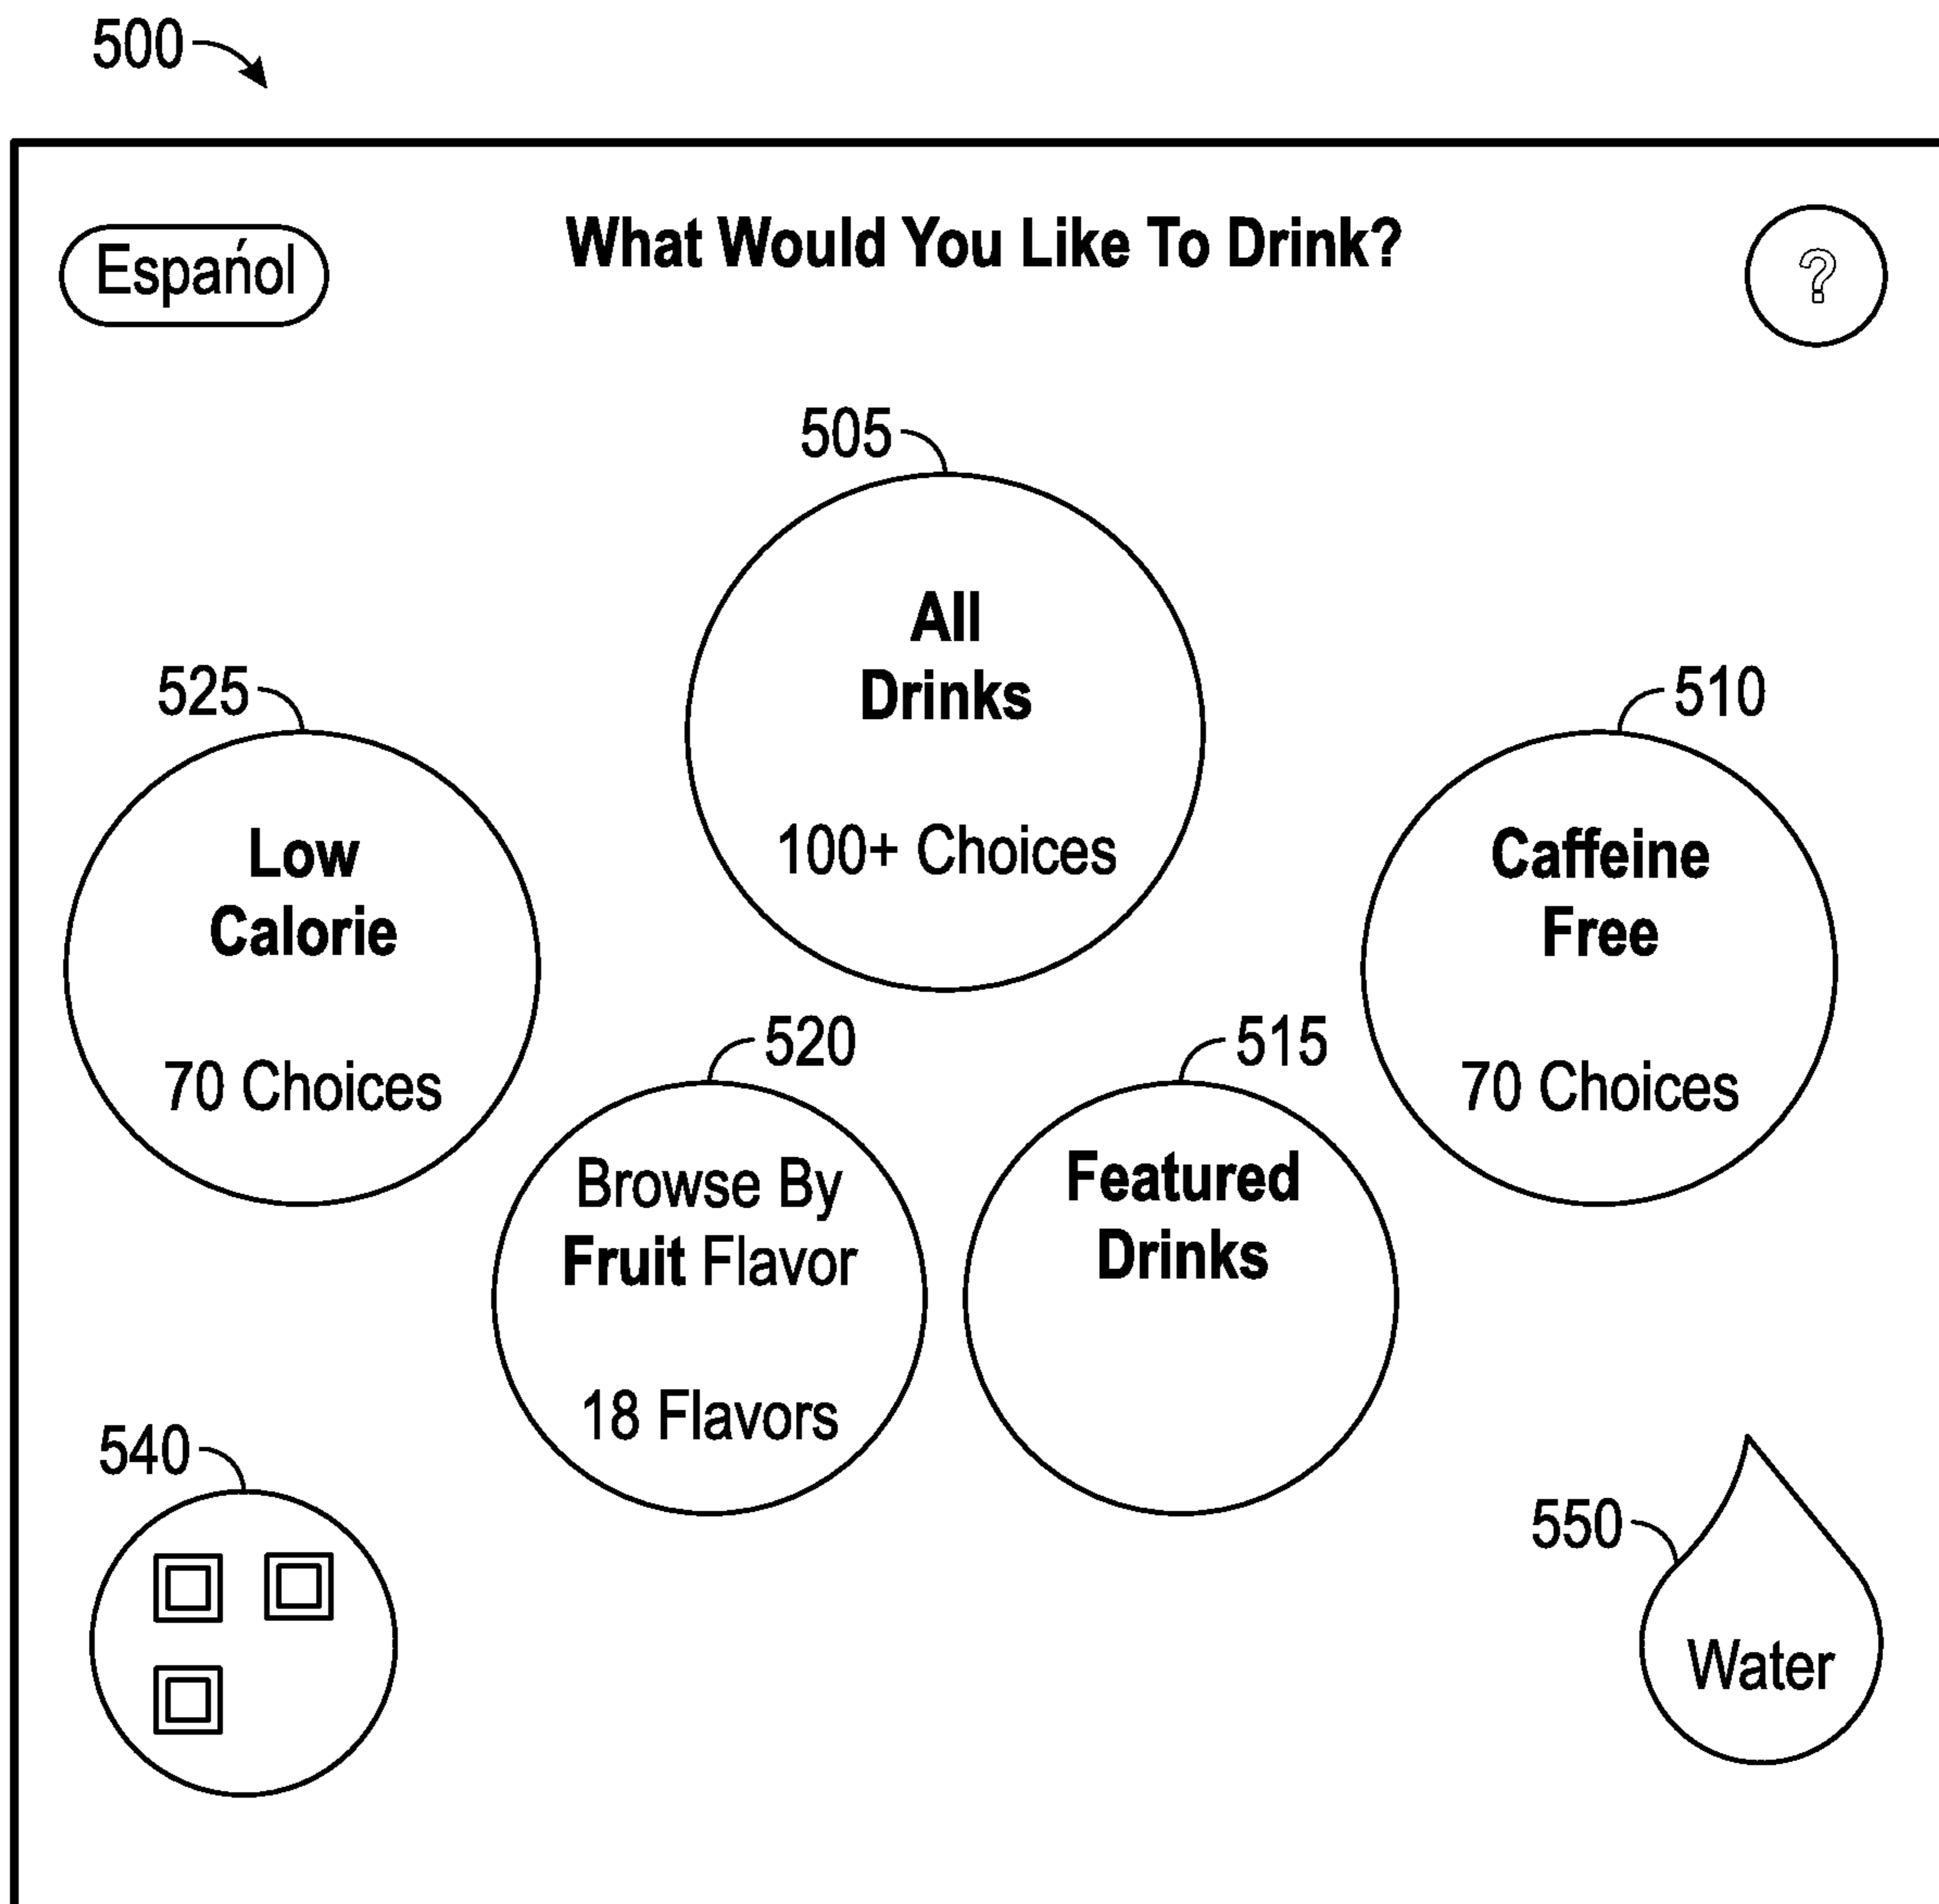 500
Español
What Would You Like To Drink?
?
505
All
Drinks
100+ Choices
525
Low
Calorie
70 Choices
510
Caffeine
Free
70 Choices
520
Browse By
Fruit Flavor
18 Flavors
515
Featured
Drinks
540
550
Water